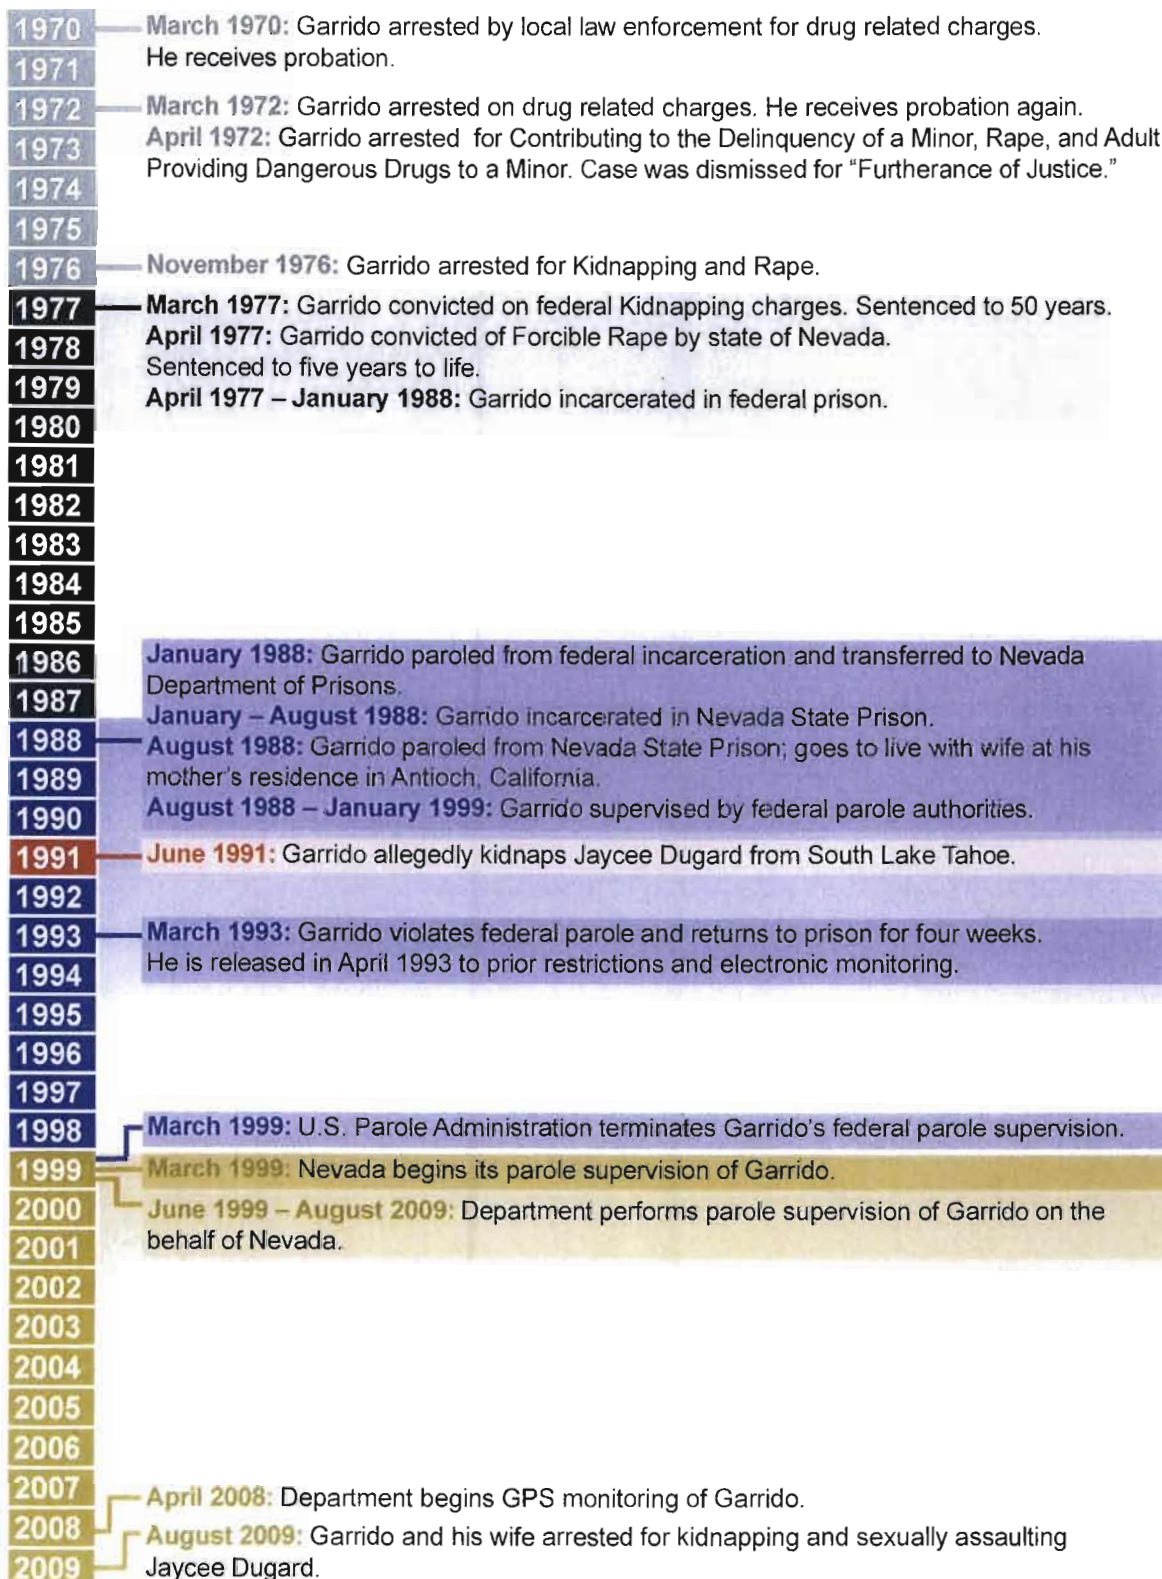 1970
March 1970: Garrido arrested by local law enforcement for drug related charges.
He receives probation.
1971
1972
March 1972: Garrido arrested on drug related charges. He receives probation again.
April 1972: Garrido arrested for Contributing to the Delinquency of a Minor, Rape, and Adult
Providing Dangerous Drugs to a Minor. Case was dismissed for “Furtherance of Justice.”
1973
1974
1975
1976
November 1976: Garrido arrested for Kidnapping and Rape.
1977
March 1977: Garrido convicted on federal Kidnapping charges. Sentenced to 50 years.
April 1977: Garrido convicted of Forcible Rape by state of Nevada.
Sentenced to five years to life.
April 1977 – January 1988: Garrido incarcerated in federal prison.
1978
1979
1980
1981
1982
1983
1984
1985
1986
1987
January 1988: Garrido paroled from federal incarceration and transferred to Nevada
Department of Prisons.
January – August 1988: Garrido incarcerated in Nevada State Prison.
August 1988: Garrido paroled from Nevada State Prison; goes to live with wife at his
mother's residence in Antioch, California.
August 1988 – January 1999: Garrido supervised by federal parole authorities.
1988
1989
1990
1991
June 1991: Garrido allegedly kidnaps Jaycee Dugard from South Lake Tahoe.
1992
1993
March 1993: Garrido violates federal parole and returns to prison for four weeks.
He is released in April 1993 to prior restrictions and electronic monitoring.
1994
1995
1996
1997
1998
March 1999: U.S. Parole Administration terminates Garrido's federal parole supervision.
1999
March 1999: Nevada begins its parole supervision of Garrido.
2000
June 1999 – August 2009: Department performs parole supervision of Garrido on the
behalf of Nevada.
2001
2002
2003
2004
2005
2006
2007
April 2008: Department begins GPS monitoring of Garrido.
2008
August 2009: Garrido and his wife arrested for kidnapping and sexually assaulting
Jaycee Dugard.
2009